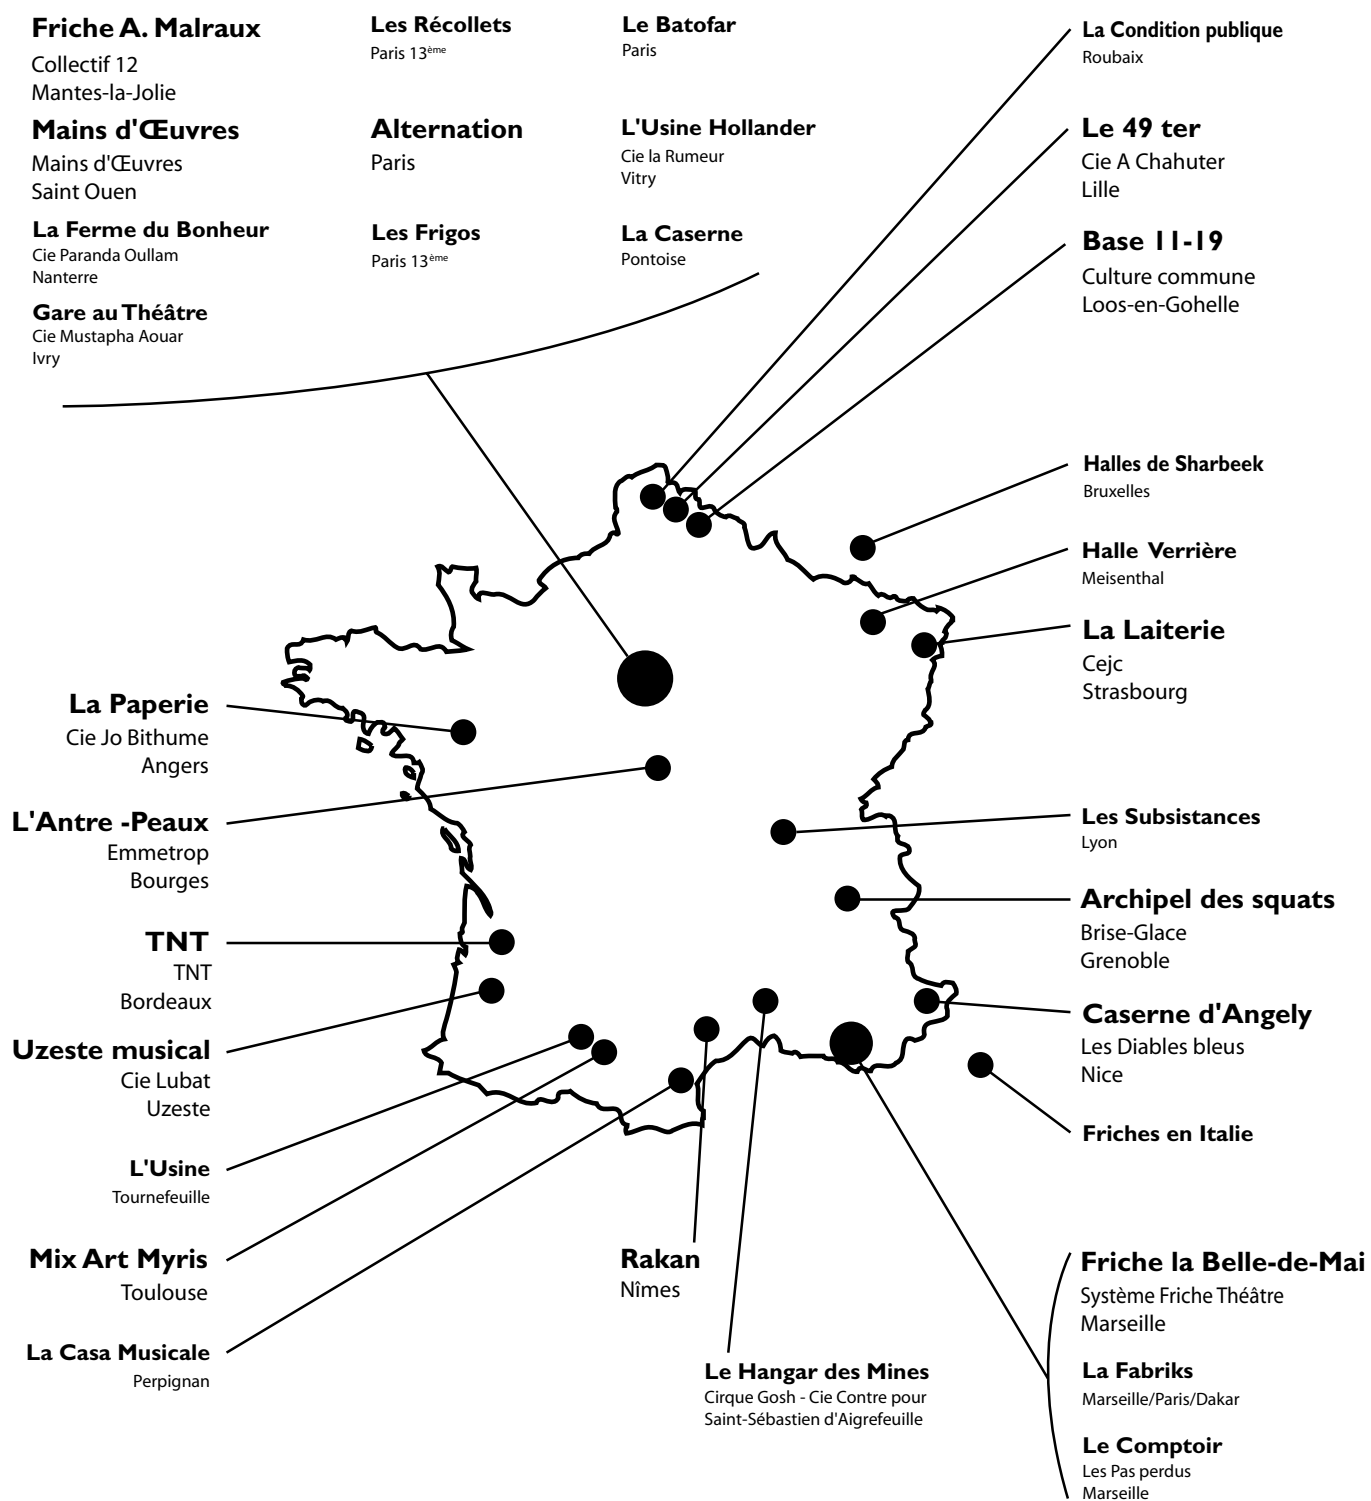 Friche A. Malraux
Collectif 12
Mantes-la-Jolie
Mains d'Œuvres
Mains d'Œuvres
Saint Ouen
La Ferme du Bonheur
Cie Paranda Oullam
Nanterre
Gare au Théâtre
Cie Mustapha Aouar
Ivry
Les Récollets
Paris 13ème
Alternation
Paris
Les Frigos
Paris 13ème
Le Batofar
Paris
L'Usine Hollander
Cie la Rumeur
Vitry
La Caserne
Pontoise
La Condition publique
Roubaix
Le 49 ter
Cie A Chahuter
Lille
Base 11-19
Culture commune
Loos-en-Gohelle
Halles de Sharbeek
Bruxelles
Halle Verrière
Meisenthal
La Laiterie
Cejc
Strasbourg
La Paperie
Cie Jo Bithume
Angers
L'Antre -Peaux
Emmetrop
Bourges
TNT
TNT
Bordeaux
Uzeste musical
Cie Lubat
Uzeste
L'Usine
Tournefeuille
Mix Art Myris
Toulouse
La Casa Musicale
Perpignan
Les Subsistances
Lyon
Archipel des squats
Brise-Glace
Grenoble
Caserne d'Angely
Les Diables bleus
Nice
Friches en Italie
Rakan
Nîmes
Le Hangar des Mines
Cirque Gosh - Cie Contre pour
Saint-Sébastien d'Aigrefeuille
Friche la Belle-de-Mai
Système Friche Théâtre
Marseille
La Fabriks
Marseille/Paris/Dakar
Le Comptoir
Les Pas perdus
Marseille